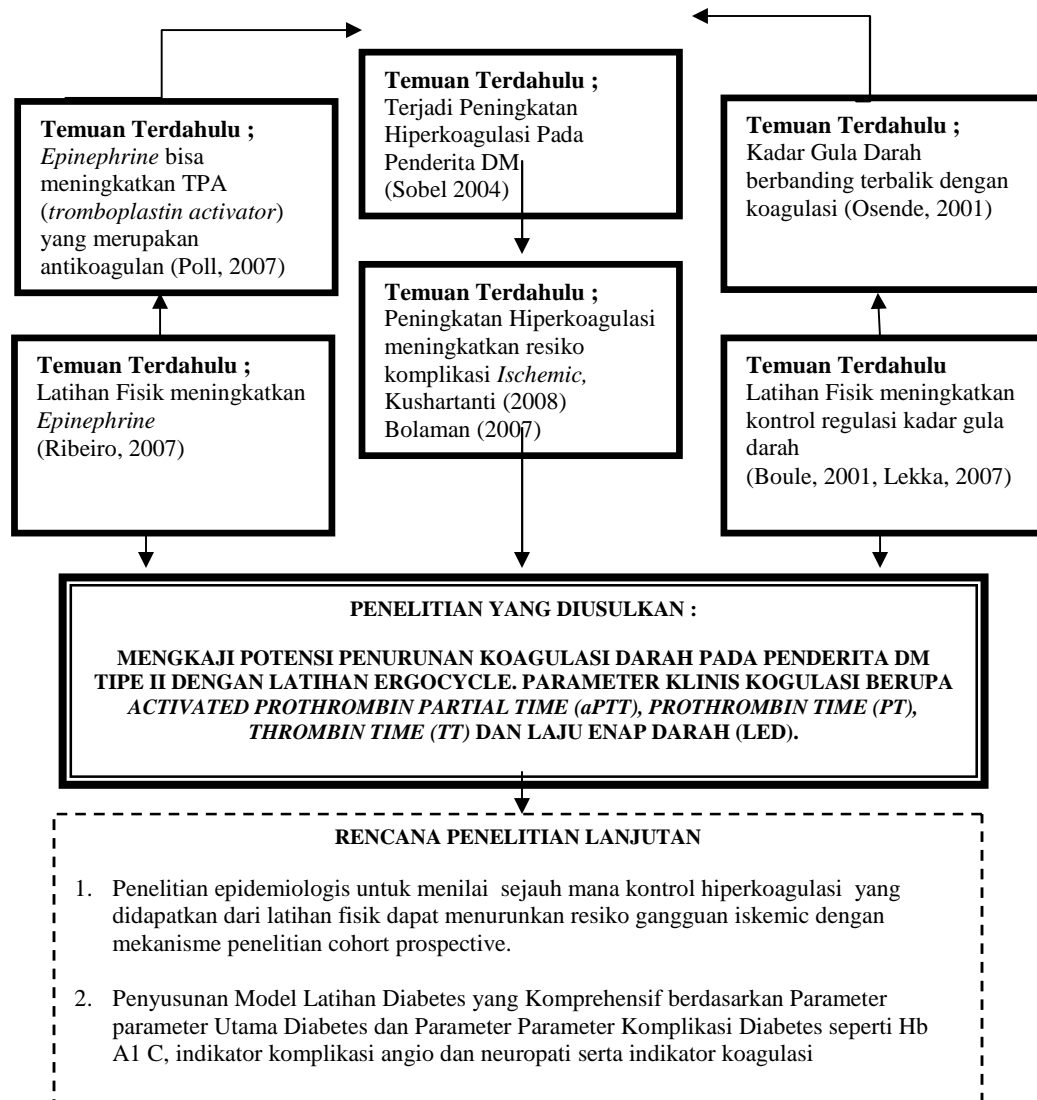 Temuan Terdahulu ;
Epinephrine bisa
meningkatkan TPA
(tromboplastin activator)
yang merupakan
antikoagulan (Poll, 2007)
Temuan Terdahulu ;
Terjadi Peningkatan
Hiperkoagulasi Pada
Penderita DM
(Sobel 2004)
Temuan Terdahulu ;
Kadar Gula Darah
berbanding terbalik dengan
koagulasi (Osende, 2001)
Temuan Terdahulu ;
Latihan Fisik meningkatkan
Epinephrine
(Ribeiro, 2007)
Temuan Terdahulu ;
Peningkatan Hiperkoagulasi
meningkatkan resiko
komplikasi Ischemic,
Kushartanti (2008)
Bolaman (2007)
Temuan Terdahulu
Latihan Fisik meningkatkan
kontrol regulasi kadar gula
darah
(Boule, 2001, Lekka, 2007)
PENELITIAN YANG DIUSULKAN :
MENGKAJI POTENSI PENURUNAN KOAGULASI DARAH PADA PENDERITA DM
TIPE II DENGAN LATIHAN ERGOCYCLE. PARAMETER KLINIS KOGULASI BERUPA
ACTIVATED PROTHROMBIN PARTIAL TIME (aPTT), PROTHROMBIN TIME (PT),
THROMBIN TIME (TT) DAN LAJU ENAP DARAH (LED).
RENCANA PENELITIAN LANJUTAN
1. Penelitian epidemiologis untuk menilai sejauh mana kontrol hiperkoagulasi yang
didapatkan dari latihan fisik dapat menurunkan resiko gangguan iskemic dengan
mekanisme penelitian cohort prospective.
2. Penyusunan Model Latihan Diabetes yang Komprehensif berdasarkan Parameter
parameter Utama Diabetes dan Parameter Parameter Komplikasi Diabetes seperti Hb
A1 C, indikator komplikasi angio dan neuropati serta indikator koagulasi